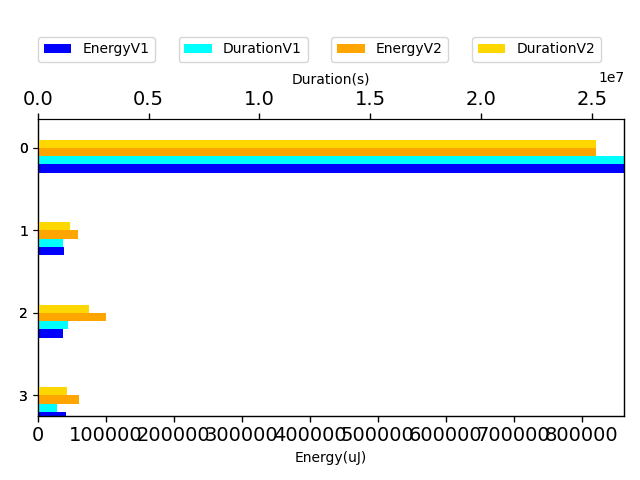 EnergyV1 DurationV1 EnergyV2 DurationV2
Duration(s)
1e7
0.0 0.5 1.0 1.5 2.0 2.5
0
1
2
3
0 100000 200000 300000 400000 500000 600000 700000 800000
Energy(uJ)